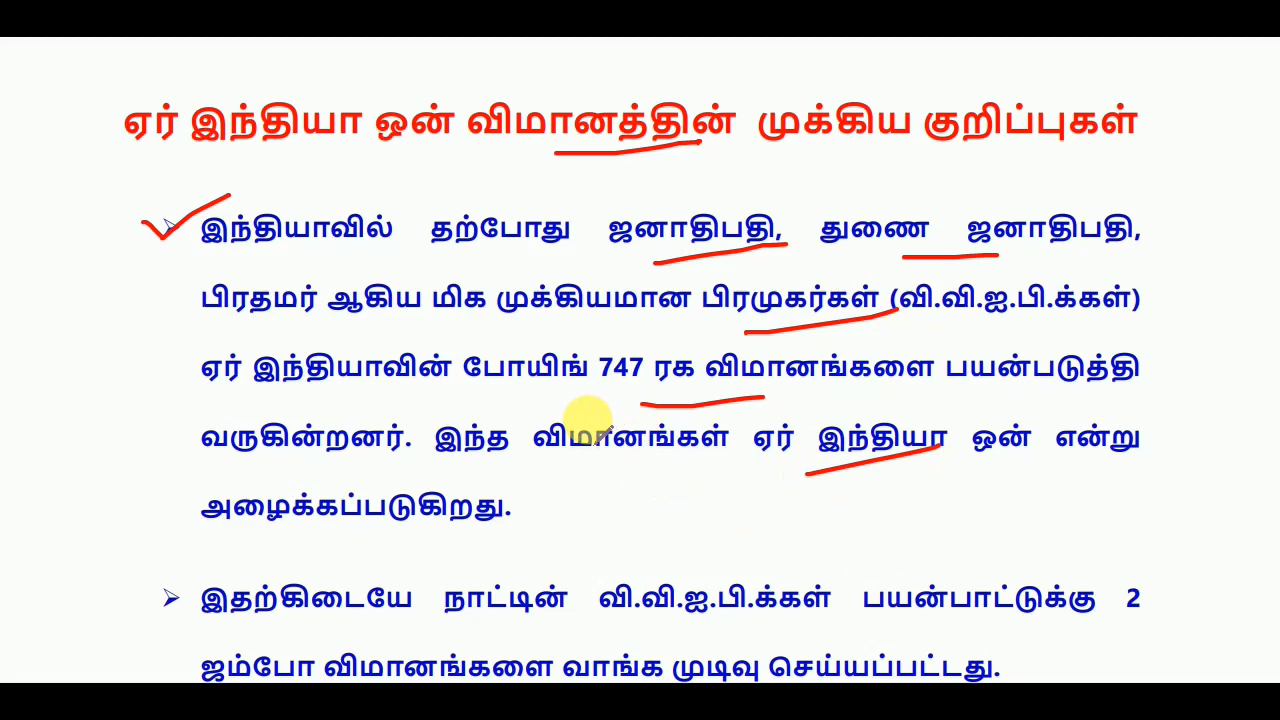 ஏர் இந்தியா ஒன் விமானத்தின் முக்கிய குறிப்புகள்
➢ இந்தியாவில் தற்போது ஜனாதிபதி, துணை ஜனாதிபதி,
பிரதமர் ஆகிய மிக முக்கியமான பிரமுகர்கள் (வி.வி.ஐ.பி.க்கள்)
ஏர் இந்தியாவின் போயிங் 747 ரக விமானங்களை பயன்படுத்தி
வருகின்றனர். இந்த விமானங்கள் ஏர் இந்தியா ஒன் என்று
அழைக்கப்படுகிறது.
➢ இதற்கிடையே நாட்டின் வி.வி.ஐ.பி.க்கள் பயன்பாட்டுக்கு 2
ஜம்போ விமானங்களை வாங்க முடிவு செய்யப்பட்டது.